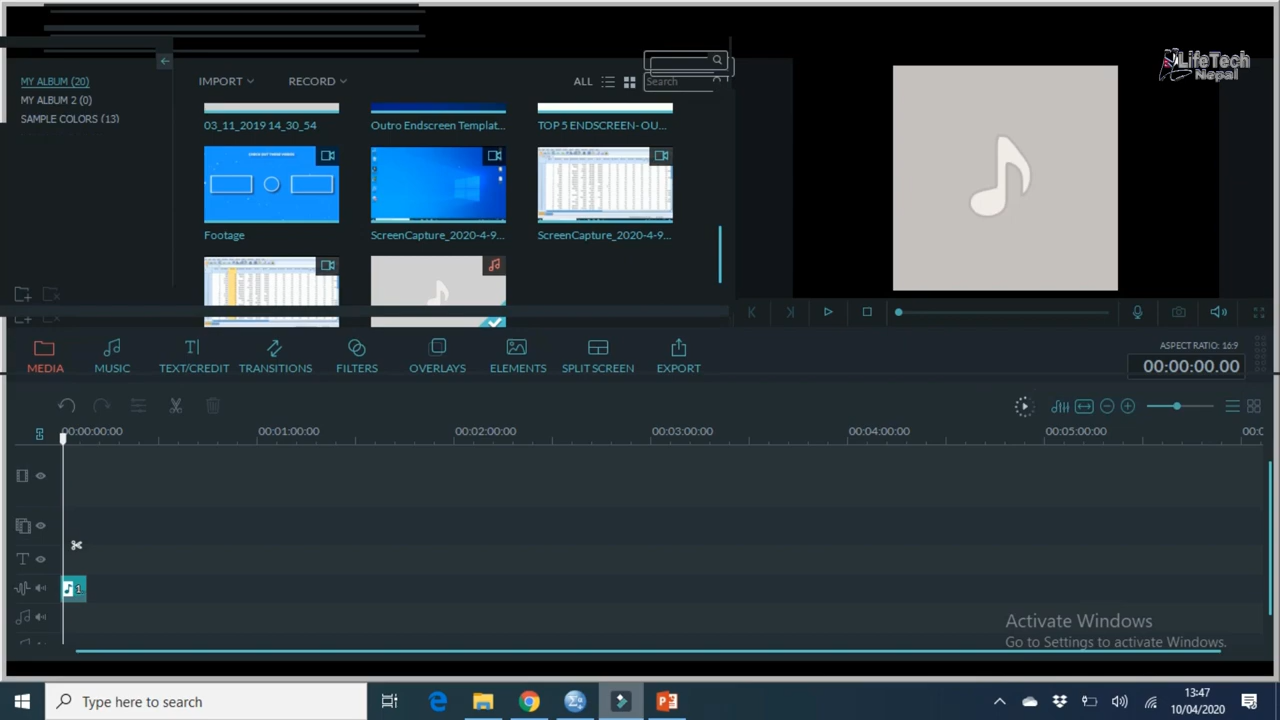 LifeTech
Nepal
MY ALBUM (20)
IMPORT
RECORD
ALL
Search
MY ALBUM 2 (0)
SAMPLE COLORS (13)
03_11_2019 14_30_54
Outro Endscreen Templat...
TOP 5 ENDSCREEN- OU...
Footage
ScreenCapture_2020-4-9...
ScreenCapture_2020-4-9...
MEDIA
MUSIC
TEXT/CREDIT
TRANSITIONS
FILTERS
OVERLAYS
ELEMENTS
SPLIT SCREEN
EXPORT
ASPECT RATIO: 16:9
00:00:00.00
00:00:00:00
00:01:00:00
00:02:00:00
00:03:00:00
00:04:00:00
00:05:00:00
T
1
Activate Windows
Go to Settings to activate Windows.
Type here to search
13:47
10/04/2020